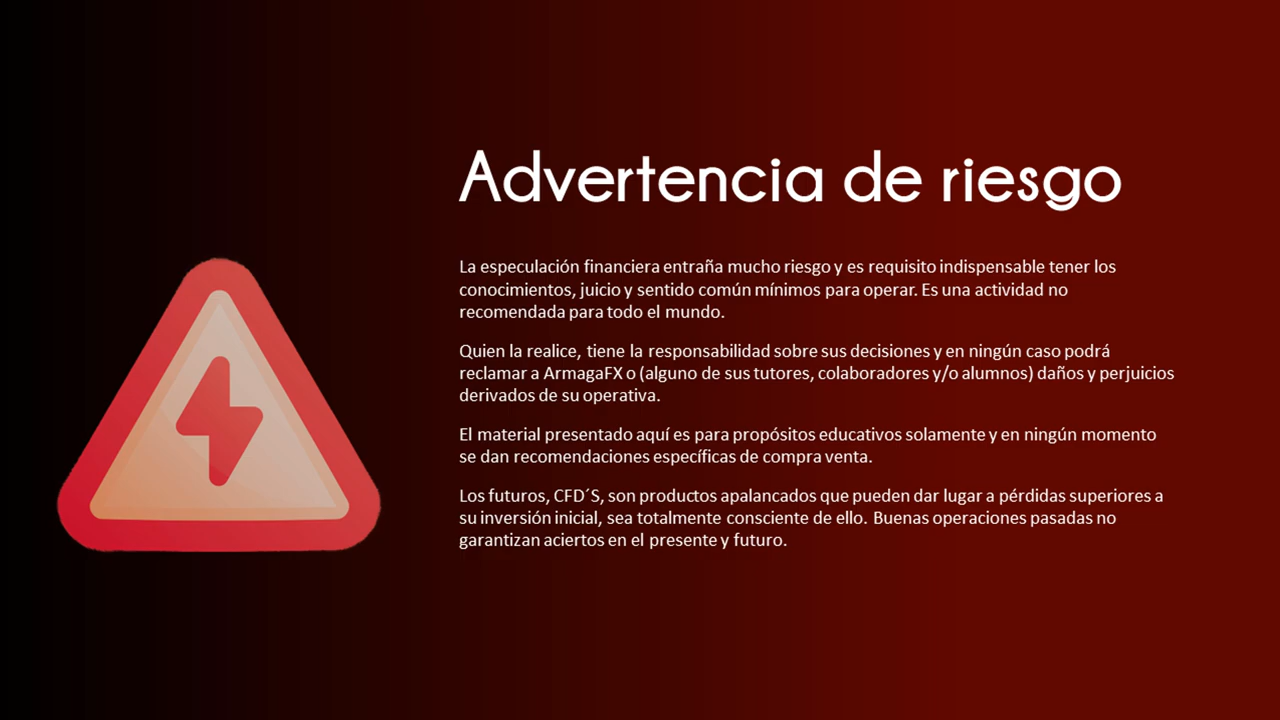 Advertencia de riesgo
La especulación financiera entraña mucho riesgo y es requisito indispensable tener los
conocimientos, juicio y sentido común mínimos para operar. Es una actividad no
recomendada para todo el mundo.
Quien la realice, tiene la responsabilidad sobre sus decisiones y en ningún caso podrá
reclamar a ArmagaFX o (alguno de sus tutores, colaboradores y/o alumnos) daños y perjuicios
derivados de su operativa.
El material presentado aquí es para propósitos educativos solamente y en ningún momento
se dan recomendaciones específicas de compra venta.
Los futuros, CFD´S, son productos apalancados que pueden dar lugar a pérdidas superiores a
su inversión inicial, sea totalmente consciente de ello. Buenas operaciones pasadas no
garantizan aciertos en el presente y futuro.